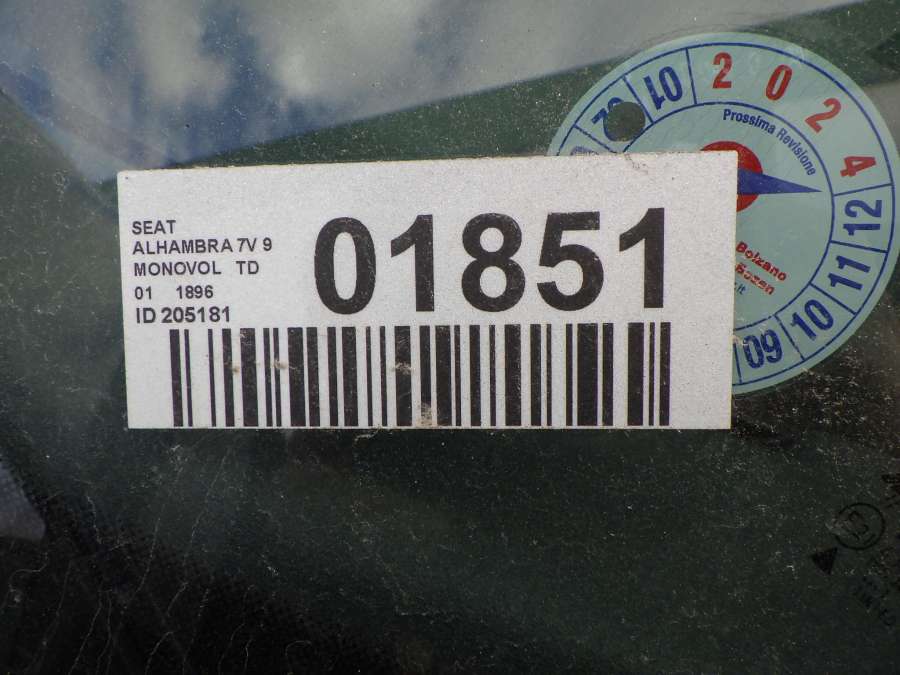 SEAT
ALHAMBRA 7V 9
MONOVOL TD
01 1896
ID 205181
01851
2024
Prossima Revisione
Bolzano
Bozen
.it
01
12
11
10
09